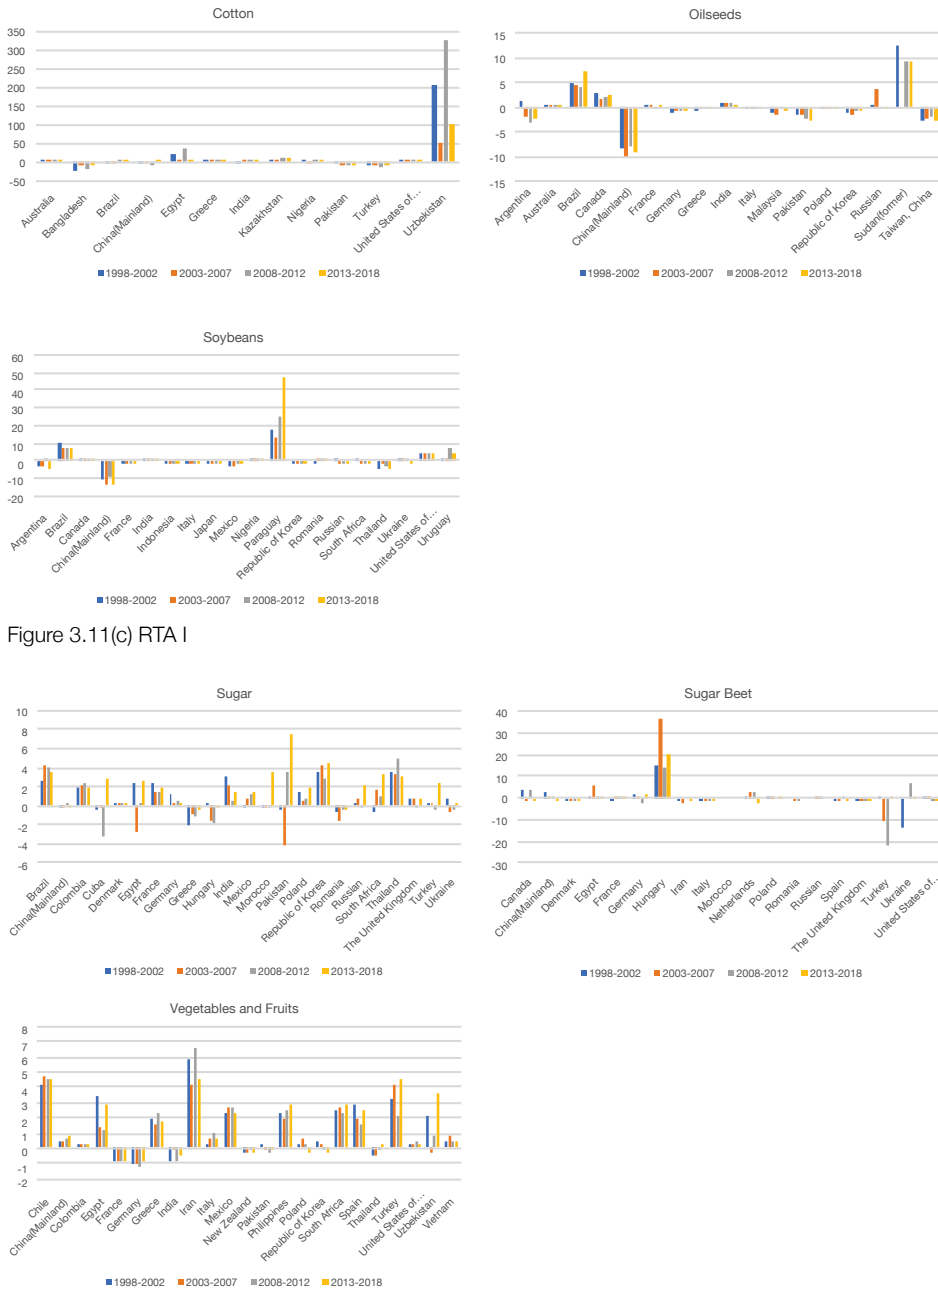 Cotton
350
300
250
200
150
100
50
0
-50
Australia
Bangladesh
Brazil
China(Mainland)
Egypt
Greece
India
Kazakhstan
Nigeria
Pakistan
Turkey
United States of...
Uzbekistan
1998-2002 2003-2007 2008-2012 2013-2018
Oilseeds
15
10
5
0
-5
-10
-15
Argentina
Australia
Brazil
Canada
China(Mainland)
France
Germany
Greece
India
Italy
Malaysia
Pakistan
Poland
Republic of Korea
Russian
Sudan(former)
Taiwan, China
1998-2002 2003-2007 2008-2012 2013-2018
Soybeans
60
50
40
30
20
10
0
-10
-20
Argentina
Brazil
Canada
China(Mainland)
France
India
Indonesia
Italy
Japan
Mexico
Nigeria
Paraguay
Republic of Korea
Romania
Russian
South Africa
Thailand
Ukraine
United States of...
Uruguay
1998-2002 2003-2007 2008-2012 2013-2018
Figure 3.11(c) RTA I
Sugar
10
8
6
4
2
0
-2
-4
-6
Brazil
China(Mainland)
Colombia
Cuba
Denmark
Egypt
France
Germany
Greece
Hungary
India
Mexico
Morocco
Pakistan
Poland
Republic of Korea
Romania
Russian
South Africa
Thailand
The United Kingdom
Turkey
Ukraine
1998-2002 2003-2007 2008-2012 2013-2018
Sugar Beet
40
30
20
10
0
-10
-20
-30
Canada
China(Mainland)
Denmark
Egypt
France
Germany
Hungary
Iran
Italy
Morocco
Netherlands
Poland
Romania
Russian
Spain
The United Kingdom
Turkey
Ukraine
United States of...
1998-2002 2003-2007 2008-2012 2013-2018
Vegetables and Fruits
8
7
6
5
4
3
2
1
0
-1
-2
Chile
China(Mainland)
Colombia
Egypt
France
Germany
Greece
India
Iran
Italy
Mexico
New Zealand
Pakistan
Philippines
Poland
Republic of Korea
South Africa
Spain
Thailand
Turkey
United States of...
Uzbekistan
Vietnam
1998-2002 2003-2007 2008-2012 2013-2018